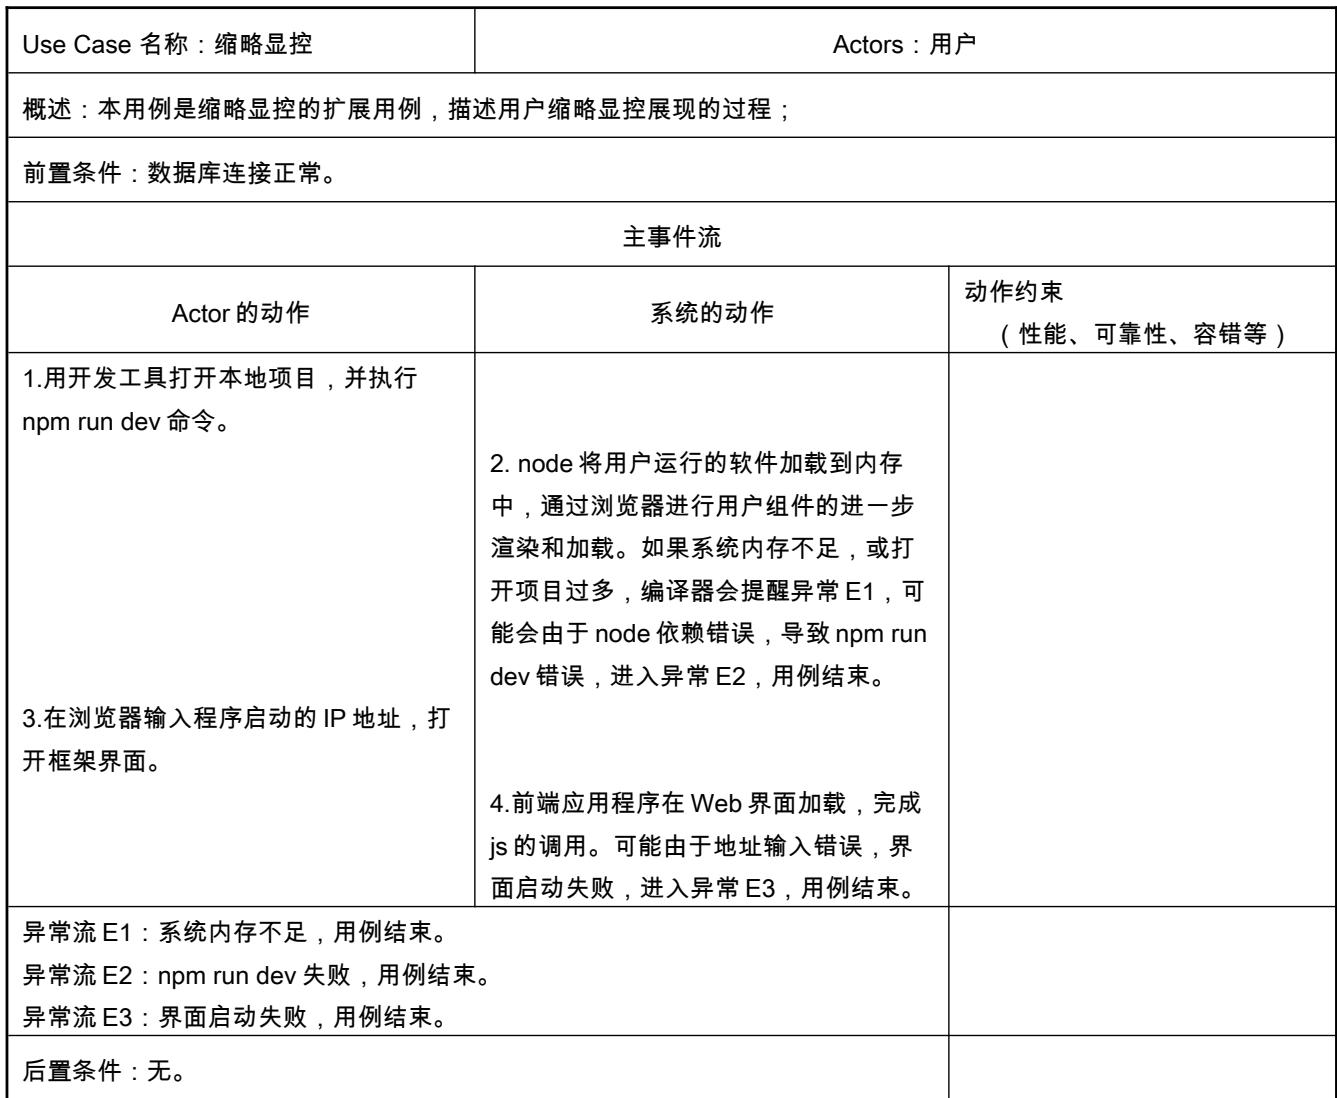 Use Case 名称：缩略显控
Actors：用户
概述：本用例是缩略显控的扩展用例，描述用户缩略显控展现的过程；
前置条件：数据库连接正常。
主事件流
Actor 的动作
系统的动作
动作约束
（性能、可靠性、容错等）
1.用开发工具打开本地项目，并执行
npm run dev 命令。
2. node 将用户运行的软件加载到内存
中，通过浏览器进行用户组件的进一步
渲染和加载。如果系统内存不足，或打
开项目过多，编译器会提醒异常 E1，可
能会由于 node 依赖错误，导致 npm run
dev 错误，进入异常 E2，用例结束。
3.在浏览器输入程序启动的 IP 地址，打
开框架界面。
4.前端应用程序在 Web 界面加载，完成
js 的调用。可能由于地址输入错误，界
面启动失败，进入异常 E3，用例结束。
异常流 E1：系统内存不足，用例结束。
异常流 E2：npm run dev 失败，用例结束。
异常流 E3：界面启动失败，用例结束。
后置条件：无。